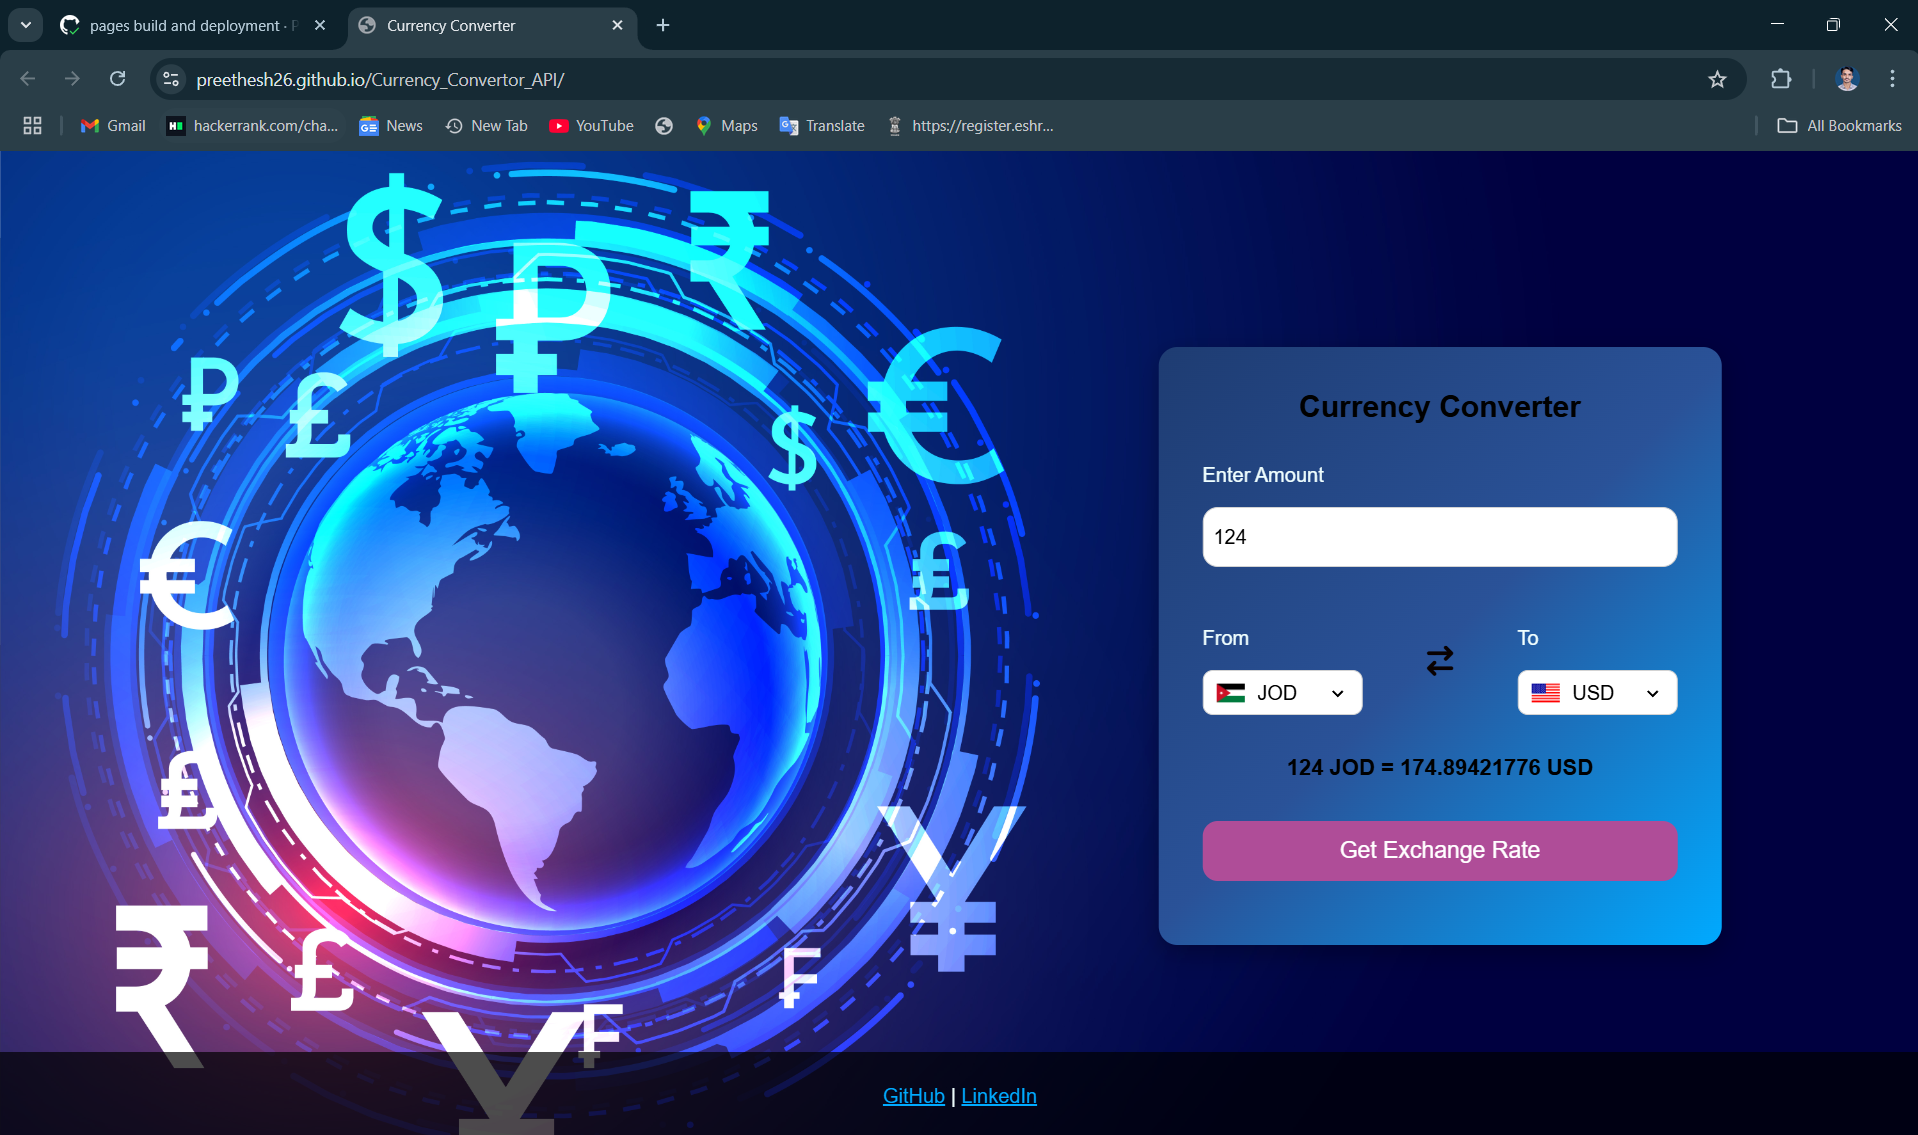 pages build and deployment ·
Currency Converter
preethesh26.github.io/Currency_Convertor_API/
Gmail
hackerrank.com/cha...
News
New Tab
YouTube
Maps
Translate
https://register.eshr...
All Bookmarks
Currency Converter
Enter Amount
124
From
To
JOD
USD
124 JOD = 174.89421776 USD
Get Exchange Rate
GitHub | LinkedIn